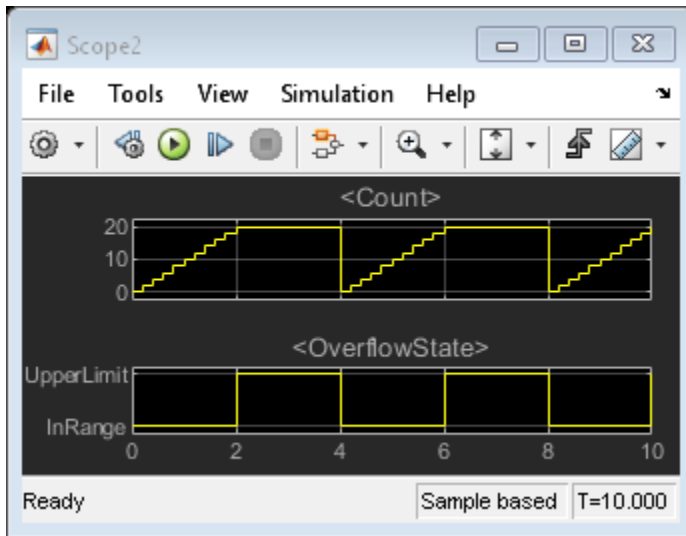 Scope2
File Tools View Simulation Help
<Count>
20
10
0
<OverflowState>
UpperLimit
InRange
0 2 4 6 8 10
Ready Sample based T=10.000